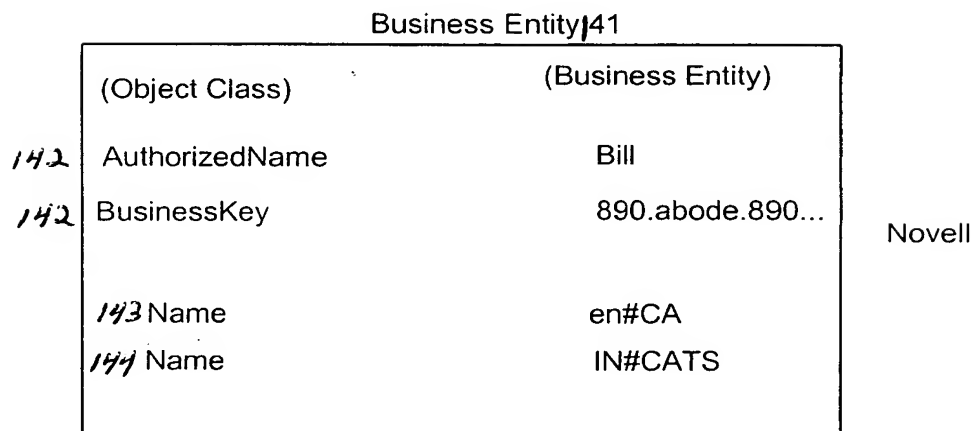 Business Entity 141
(Object Class) (Business Entity)
142 AuthorizedName Bill
142 BusinessKey 890.abode.890...
Novell
143 Name en#CA
144 Name IN#CATS